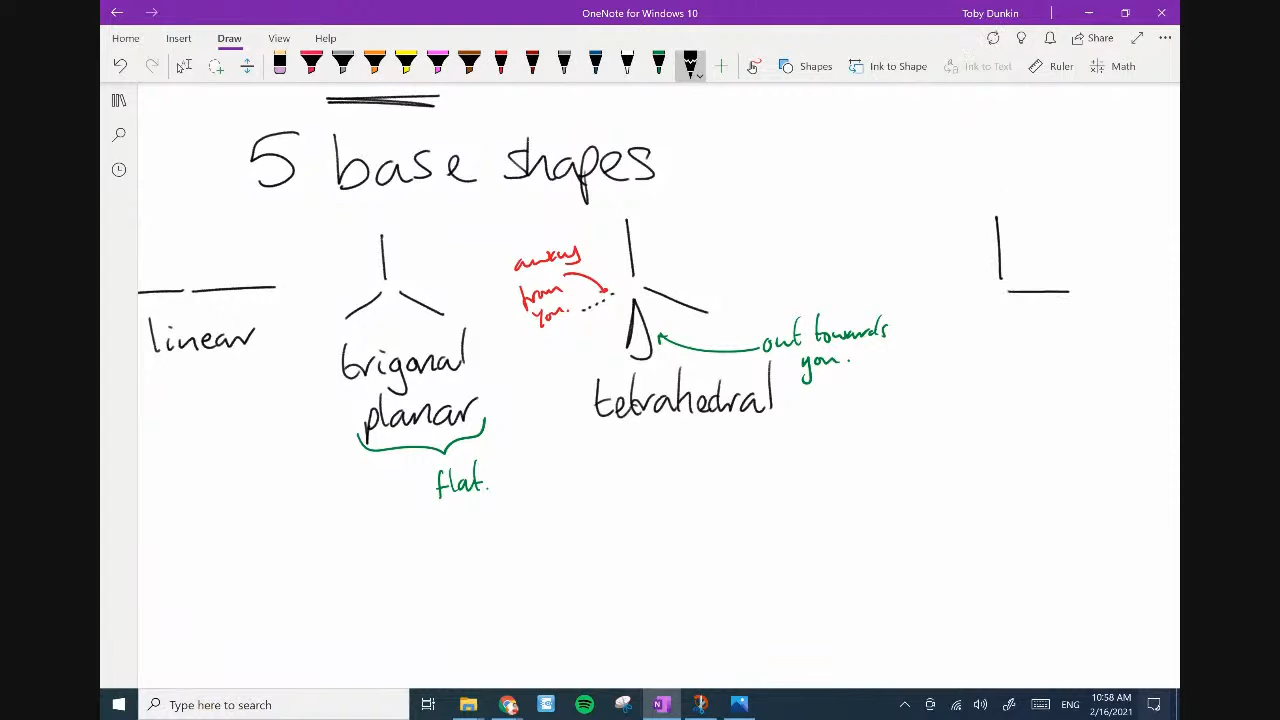 OneNote for Windows 10
Toby Dunkin
Home Insert Draw View Help
Share
Shapes Ink to Shape Ink to Text Ruler Math
5 base shapes
linear
trigonal
planar
flat.
away
from
you.
tetrahedral
out towards
you.
Type here to search
ENG
10:58 AM
2/16/2021